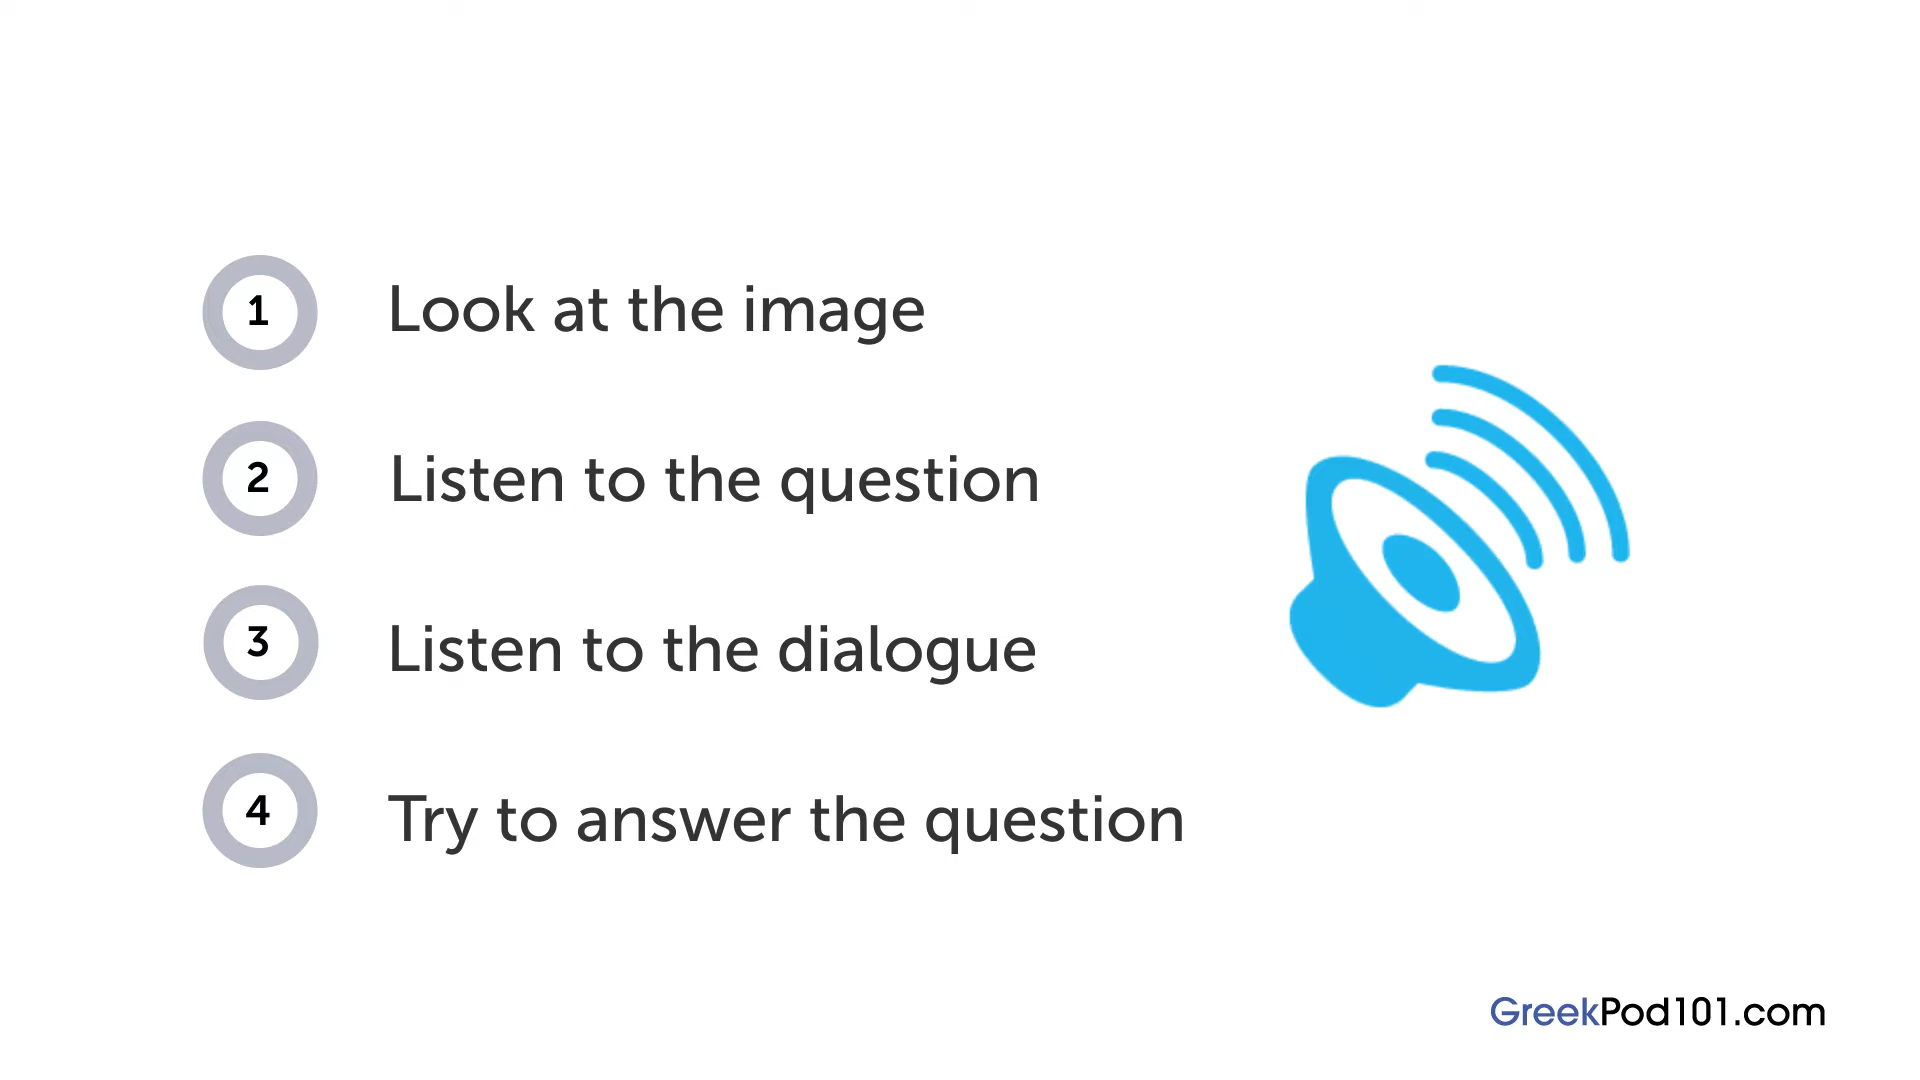 1 Look at the image
2 Listen to the question
3 Listen to the dialogue
4 Try to answer the question
GreekPod101.com